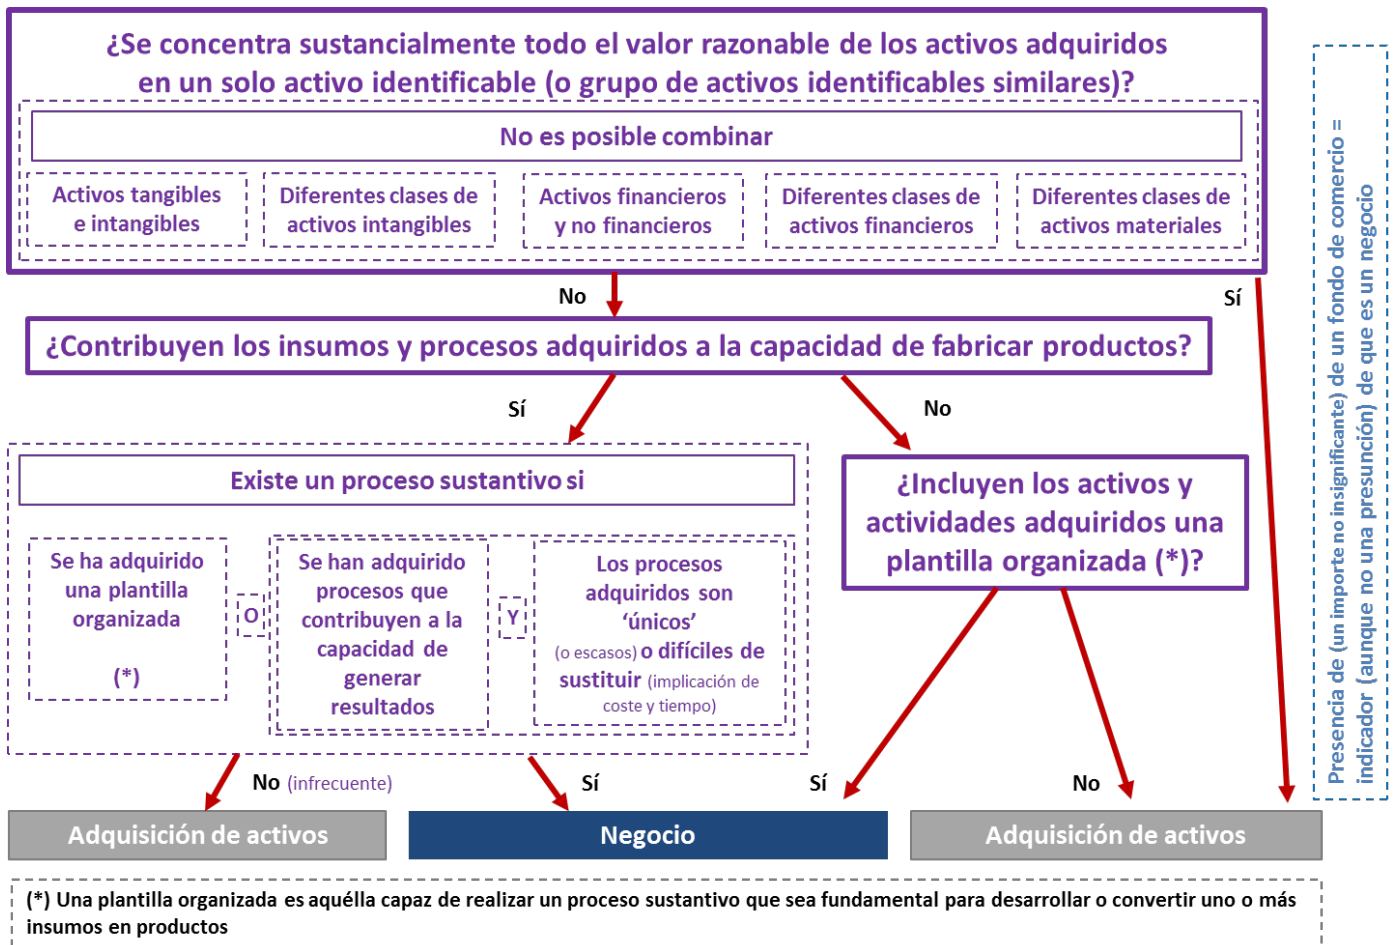 ¿Se concentra sustancialmente todo el valor razonable de los activos adquiridos
en un solo activo identificable (o grupo de activos identificables similares)?
No es posible combinar
Activos tangibles
e intangibles
Diferentes clases de
activos intangibles
Activos financieros
y no financieros
Diferentes clases de
activos financieros
Diferentes clases de
activos materiales
No
Sí
¿Contribuyen los insumos y procesos adquiridos a la capacidad de fabricar productos?
Sí
No
Existe un proceso sustantivo si
Se ha adquirido
una plantilla
organizada
(*)
O
Se han adquirido
procesos que
contribuyen a la
capacidad de
generar
resultados
Y
Los procesos
adquiridos son
‘únicos’
(o escasos) o difíciles de
sustituir (implicación de
coste y tiempo)
¿Incluyen los activos y
actividades adquiridos una
plantilla organizada (*)?
No (infrecuente)
Sí
Sí
No
Adquisición de activos
Negocio
Adquisición de activos
(*) Una plantilla organizada es aquélla capaz de realizar un proceso sustantivo que sea fundamental para desarrollar o convertir uno o más
insumos en productos
Presencia de (un importe no insignificante) de un fondo de comercio =
indicador (aunque no una presunción) de que es un negocio